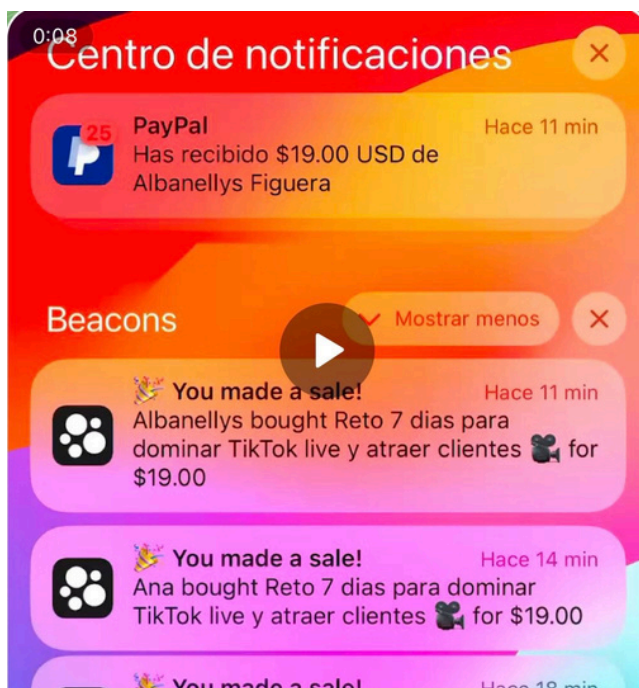 0:08
Centro de notificaciones
25
PayPal
Hace 11 min
Has recibido $19.00 USD de
Albanellys Figuera
Beacons
Mostrar menos
🎉 You made a sale!
Hace 11 min
Albanellys bought Reto 7 dias para
dominar TikTok live y atraer clientes 🎥 for
$19.00
🎉 You made a sale!
Hace 14 min
Ana bought Reto 7 dias para dominar
TikTok live y atraer clientes 🎥 for $19.00
🎉 You made a sale!
Hace 18 min